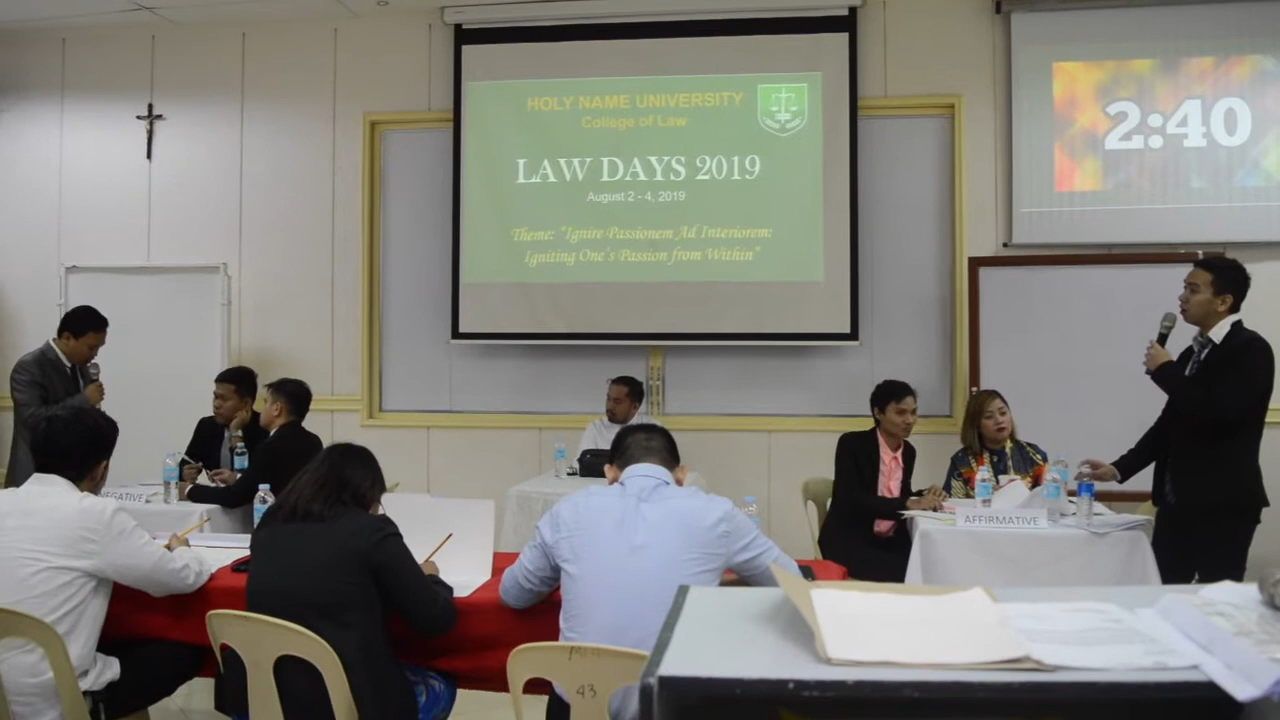 HOLY NAME UNIVERSITY
College of Law
LAW DAYS 2019
August 2 - 4, 2019
Theme: "Ignire Passionem Ad Interiorem:
Igniting One's Passion from Within"
2:40
NEGATIVE
AFFIRMATIVE
43